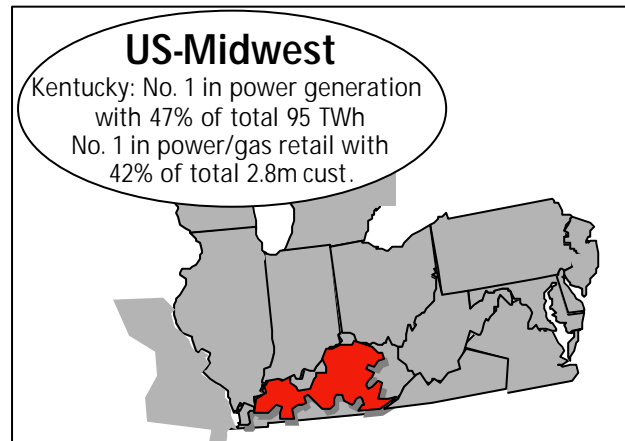 US-Midwest
Kentucky: No. 1 in power generation
with 47% of total 95 TWh
No. 1 in power/gas retail with
42% of total 2.8m cust.